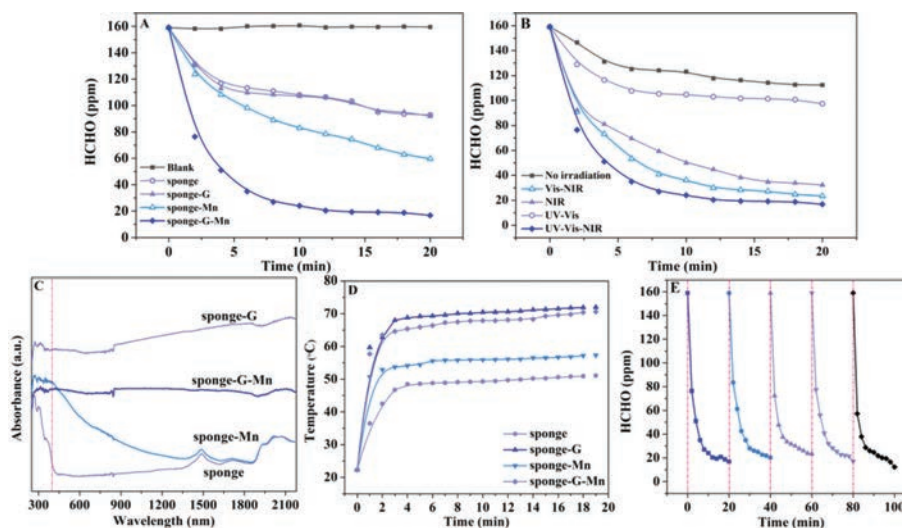 A
HCHO (ppm)
160
140
120
100
80
60
40
20
0
Blank
sponge
sponge-G
sponge-Mn
sponge-G-Mn
0 5 10 15 20
Time (min)
B
HCHO (ppm)
160
140
120
100
80
60
40
20
0
No irradiation
Vis-NIR
NIR
UV-Vis
UV-Vis-NIR
0 5 10 15 20
Time (min)
C
Absorbance (a.u.)
sponge-G
sponge-G-Mn
sponge-Mn
sponge
300 600 900 1200 1500 1800 2100
Wavelength (nm)
D
Temperature (°C)
80
70
60
50
40
30
20
sponge
sponge-G
sponge-Mn
sponge-G-Mn
0 2 4 6 8 10 12 14 16 18 20
Time (min)
E
HCHO (ppm)
160
140
120
100
80
60
40
20
0
0 20 40 60 80 100
Time (min)